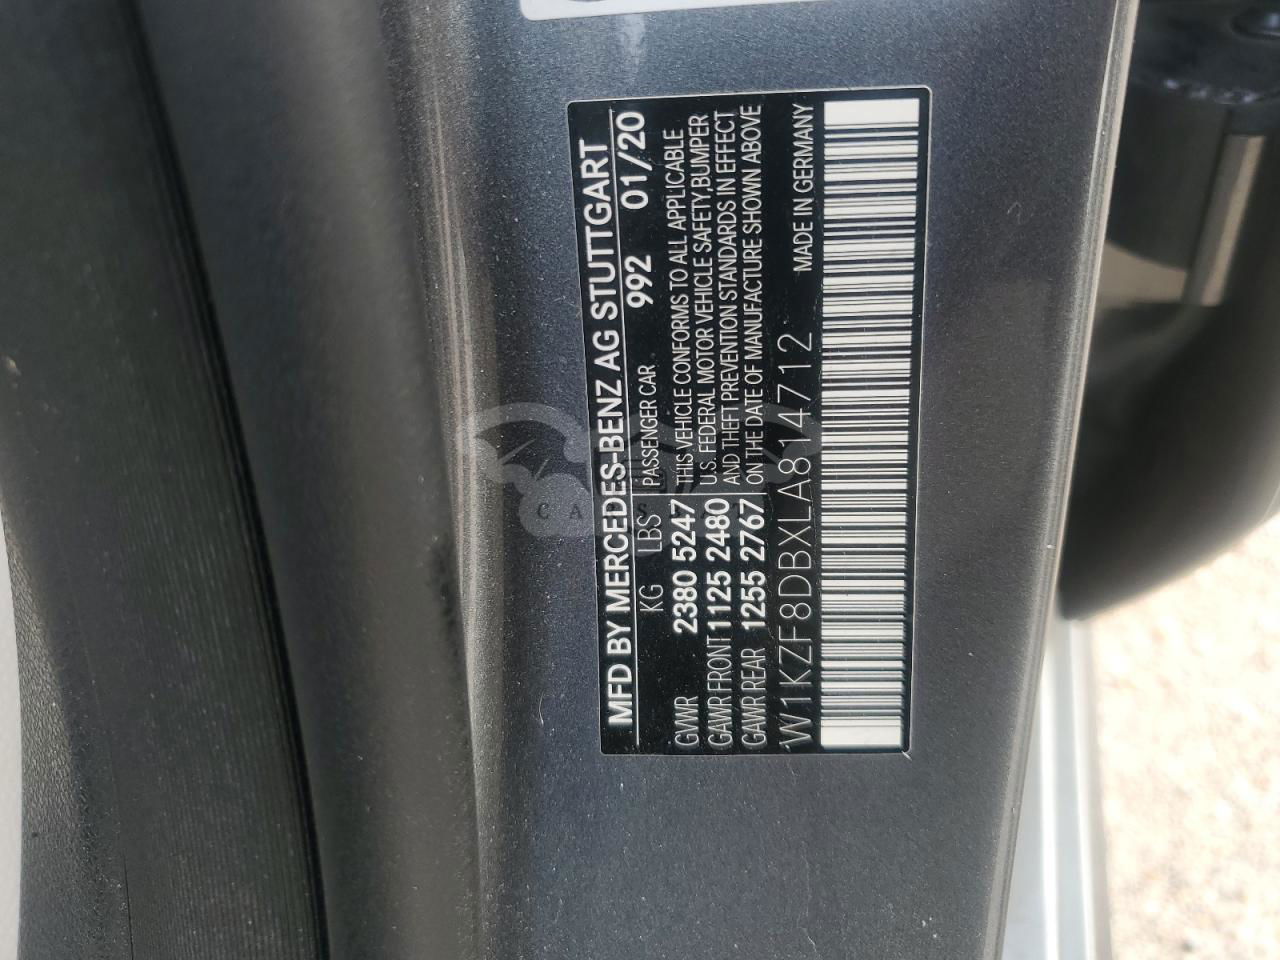 MFD BY MERCEDES-BENZ AG STUTTGART
KG LBS PASSENGER CAR 992 01/20
GVWR 2380 5247 THIS VEHICLE CONFORMS TO ALL APPLICABLE
GAWR FRONT 1125 2480 U.S. FEDERAL MOTOR VEHICLE SAFETY,BUMPER
AND THEFT PREVENTION STANDARDS IN EFFECT
GAWR REAR 1255 2767 ON THE DATE OF MANUFACTURE SHOWN ABOVE
W1KZF8DBXLA814712 MADE IN GERMANY